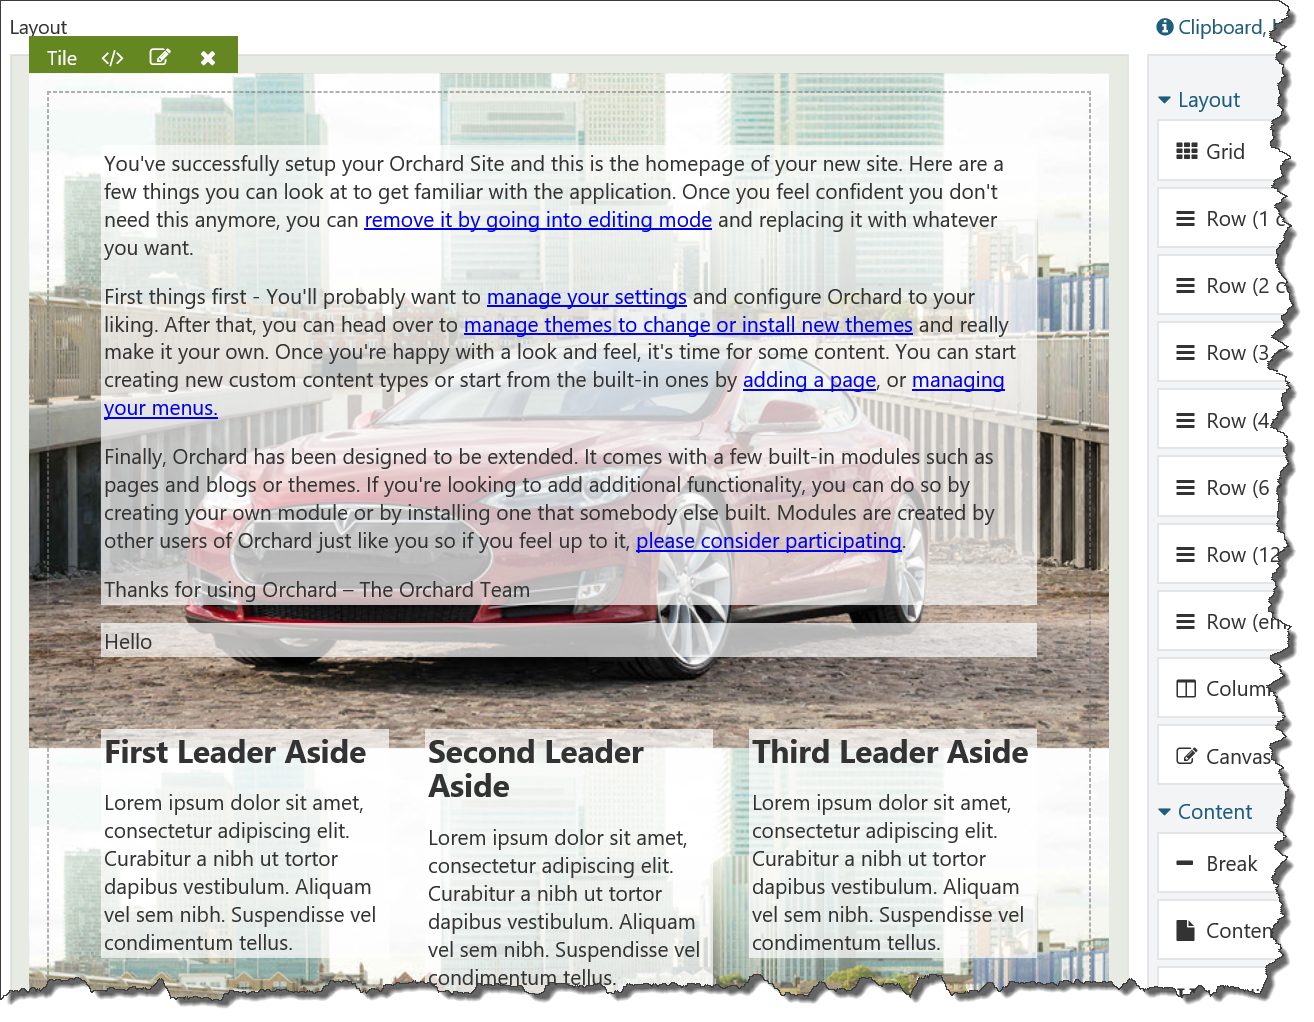 Layout
Clipboard,
Tile </>
You've successfully setup your Orchard Site and this is the homepage of your new site. Here are a
few things you can look at to get familiar with the application. Once you feel confident you don't
need this anymore, you can remove it by going into editing mode and replacing it with whatever
you want.
First things first - You'll probably want to manage your settings and configure Orchard to your
liking. After that, you can head over to manage themes to change or install new themes and really
make it your own. Once you're happy with a look and feel, it's time for some content. You can start
creating new custom content types or start from the built-in ones by adding a page, or managing
your menus.
Finally, Orchard has been designed to be extended. It comes with a few built-in modules such as
pages and blogs or themes. If you're looking to add additional functionality, you can do so by
creating your own module or by installing one that somebody else built. Modules are created by
other users of Orchard just like you so if you feel up to it, please consider participating.
Thanks for using Orchard – The Orchard Team
Hello
First Leader Aside
Lorem ipsum dolor sit amet,
consectetur adipiscing elit.
Curabitur a nibh ut tortor
dapibus vestibulum. Aliquam
vel sem nibh. Suspendisse vel
condimentum tellus.
Second Leader
Aside
Lorem ipsum dolor sit amet,
consectetur adipiscing elit.
Curabitur a nibh ut tortor
dapibus vestibulum. Aliquam
vel sem nibh. Suspendisse vel
condimentum tellus.
Third Leader Aside
Lorem ipsum dolor sit amet,
consectetur adipiscing elit.
Curabitur a nibh ut tortor
dapibus vestibulum. Aliquam
vel sem nibh. Suspendisse vel
condimentum tellus.
Layout
Grid
Row (1
Row (2
Row (3
Row (4
Row (6
Row (12
Row (em
Colum
Canvas
Content
Break
Conten